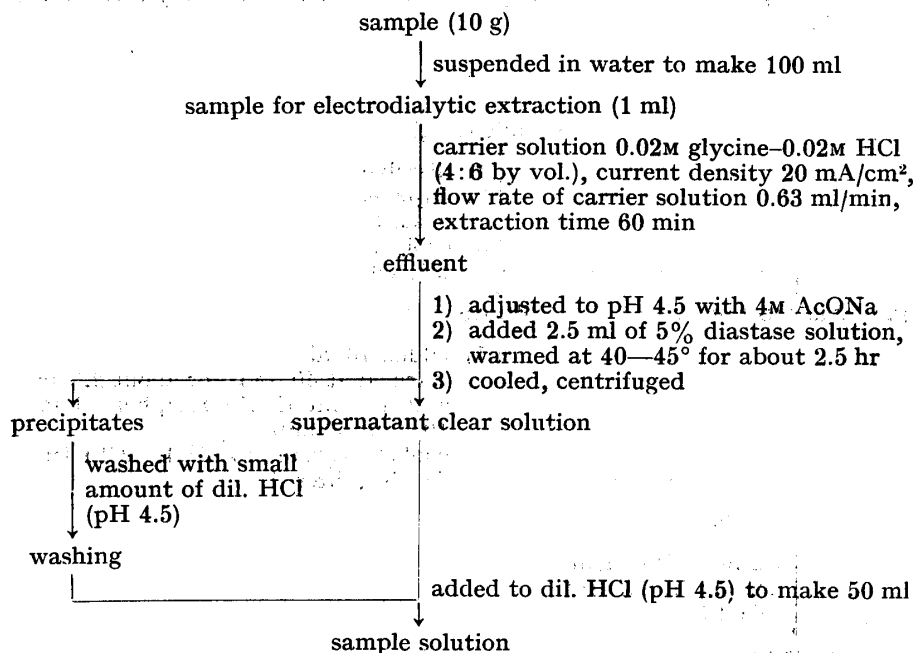 sample (10 g)
suspended in water to make 100 ml
sample for electrodialytic extraction (1 ml)
carrier solution 0.02M glycine–0.02M HCl
(4:6 by vol.), current density 20 mA/cm²,
flow rate of carrier solution 0.63 ml/min,
extraction time 60 min
effluent
1) adjusted to pH 4.5 with 4M AcONa
2) added 2.5 ml of 5% diastase solution,
warmed at 40—45° for about 2.5 hr
3) cooled, centrifuged
precipitates
supernatant clear solution
washed with small
amount of dil. HCl
(pH 4.5)
washing
added to dil. HCl (pH 4.5) to make 50 ml
sample solution